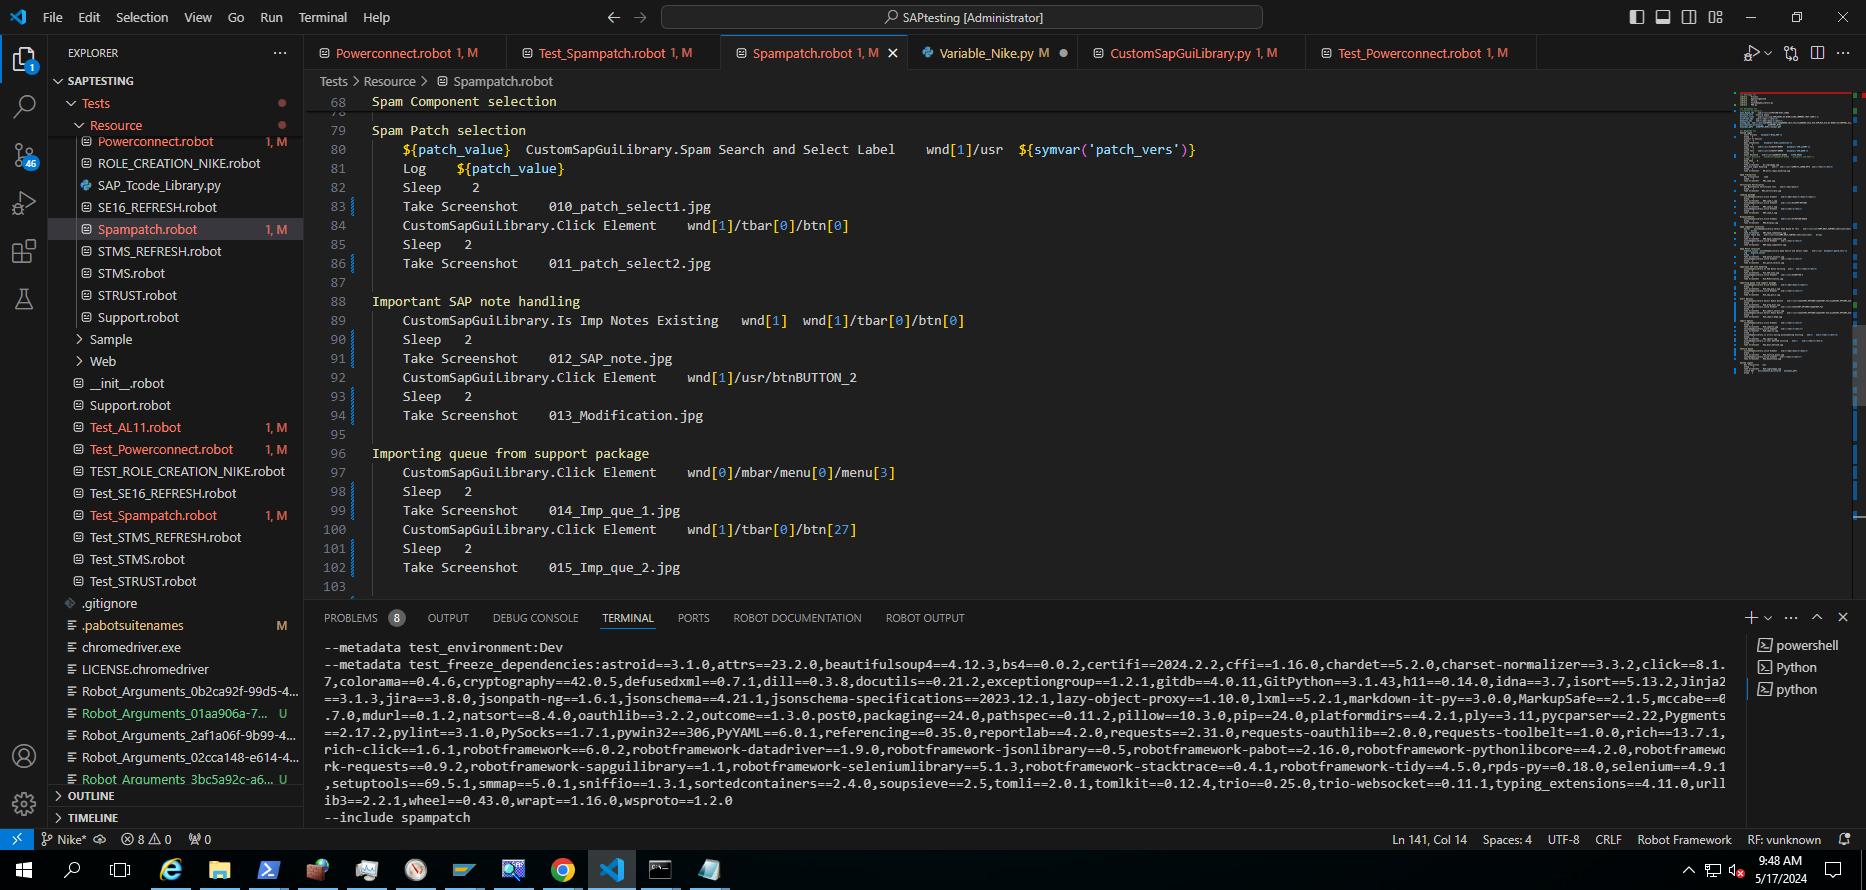 File Edit Selection View Go Run Terminal Help
SAPtesting [Administrator]
EXPLORER
SAPTESTING
Tests
Resource
Powerconnect.robot 1, M
ROLE_CREATION_NIKE.robot
SAP_Tcode_Library.py
SE16_REFRESH.robot
Spampatch.robot 1, M
STMS_REFRESH.robot
STMS.robot
STRUST.robot
Support.robot
Sample
Web
__init__.robot
Support.robot
Test_AL11.robot 1, M
Test_Powerconnect.robot 1, M
TEST_ROLE_CREATION_NIKE.robot
Test_SE16_REFRESH.robot
Test_Spampatch.robot 1, M
Test_STMS_REFRESH.robot
Test_STMS.robot
Test_STRUST.robot
.gitignore
.pabotsuitenames M
chromedriver.exe
LICENSE.chromedriver
Robot_Arguments_0b2ca92f-99d5-4...
Robot_Arguments_01aa906a-7... U
Robot_Arguments_2af1a06f-9b99-4...
Robot_Arguments_02cca148-e614-4...
Robot_Arguments_3bc5a92c-a6... U
OUTLINE
TIMELINE
1
46
Powerconnect.robot 1, M
Test_Spampatch.robot 1, M
Spampatch.robot 1, M
Variable_Nike.py M
CustomSapGuiLibrary.py 1, M
Test_Powerconnect.robot 1, M
Tests > Resource > Spampatch.robot
68 Spam Component selection
78
79 Spam Patch selection
80 ${patch_value} CustomSapGuiLibrary.Spam Search and Select Label wnd[1]/usr ${symvar('patch_vers')}
81 Log ${patch_value}
82 Sleep 2
83 Take Screenshot 010_patch_select1.jpg
84 CustomSapGuiLibrary.Click Element wnd[1]/tbar[0]/btn[0]
85 Sleep 2
86 Take Screenshot 011_patch_select2.jpg
87
88 Important SAP note handling
89 CustomSapGuiLibrary.Is Imp Notes Existing wnd[1] wnd[1]/tbar[0]/btn[0]
90 Sleep 2
91 Take Screenshot 012_SAP_note.jpg
92 CustomSapGuiLibrary.Click Element wnd[1]/usr/btnBUTTON_2
93 Sleep 2
94 Take Screenshot 013_Modification.jpg
95
96 Importing queue from support package
97 CustomSapGuiLibrary.Click Element wnd[0]/mbar/menu[0]/menu[3]
98 Sleep 2
99 Take Screenshot 014_Imp_que_1.jpg
100 CustomSapGuiLibrary.Click Element wnd[1]/tbar[0]/btn[27]
101 Sleep 2
102 Take Screenshot 015_Imp_que_2.jpg
103
PROBLEMS 8 OUTPUT DEBUG CONSOLE TERMINAL PORTS ROBOT DOCUMENTATION ROBOT OUTPUT
--metadata test_environment:Dev
--metadata test_freeze_dependencies:astroid==3.1.0,attrs==23.2.0,beautifulsoup4==4.12.3,bs4==0.0.2,certifi==2024.2.2,cffi==1.16.0,chardet==5.2.0,charset-normalizer==3.3.2,click==8.1.
7,colorama==0.4.6,cryptography==42.0.5,defusedxml==0.7.1,dill==0.3.8,docutils==0.21.2,exceptiongroup==1.2.1,gitdb==4.0.11,GitPython==3.1.43,h11==0.14.0,idna==3.7,isort==5.13.2,Jinja2
==3.1.3,jira==3.8.0,jsonpath-ng==1.6.1,jsonschema==4.21.1,jsonschema-specifications==2023.12.1,lazy-object-proxy==1.10.0,lxml==5.2.1,markdown-it-py==3.0.0,MarkupSafe==2.1.5,mccabe==0
.7.0,mdurl==0.1.2,natsort==8.4.0,oauthlib==3.2.2,outcome==1.3.0.post0,packaging==24.0,pathspec==0.11.2,pillow==10.3.0,pip==24.0,platformdirs==4.2.1,ply==3.11,pycparser==2.22,Pygments
==2.17.2,pylint==3.1.0,PySocks==1.7.1,pywin32==306,PyYAML==6.0.1,referencing==0.35.0,reportlab==4.2.0,requests==2.31.0,requests-oauthlib==2.0.0,requests-toolbelt==1.0.0,rich==13.7.1,
rich-click==1.6.1,robotframework==6.0.2,robotframework-datadriver==1.9.0,robotframework-jsonlibrary==0.5,robotframework-pabot==2.16.0,robotframework-pythonlibcore==4.2.0,robotframewo
rk-requests==0.9.2,robotframework-sapguilibrary==1.1,robotframework-seleniumlibrary==5.1.3,robotframework-stacktrace==0.4.1,robotframework-tidy==4.5.0,rpds-py==0.18.0,selenium==4.9.1
,setuptools==69.5.1,smmap==5.0.1,sniffio==1.3.1,sortedcontainers==2.4.0,soupsieve==2.5,tomli==2.0.1,tomlkit==0.12.4,trio==0.25.0,trio-websocket==0.11.1,typing_extensions==4.11.0,url
lib3==2.2.1,wheel==0.43.0,wrapt==1.16.0,wsproto==1.2.0
--include spampatch
powershell
Python
python
Nike* 8 0 0
Ln 141, Col 14 Spaces: 4 UTF-8 CRLF Robot Framework RF: vunknown
9:48 AM
5/17/2024